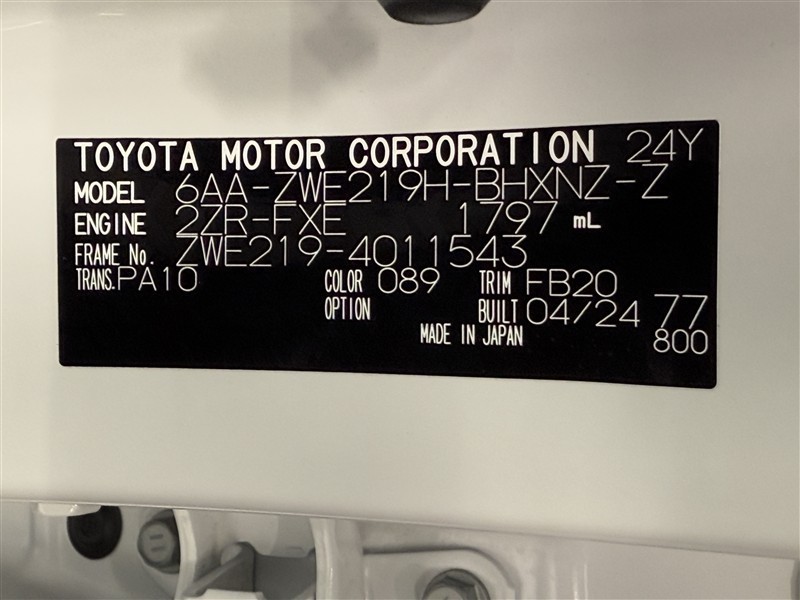 TOYOTA MOTOR CORPORATION 24Y
MODEL 6AA-ZWE219H-BHXNZ-Z
ENGINE 2ZR-FXE 1797 mL
FRAME No. ZWE219-4011543
TRANS. PA10 COLOR 089 TRIM FB20
OPTION BUILT 04/24 77
MADE IN JAPAN 800